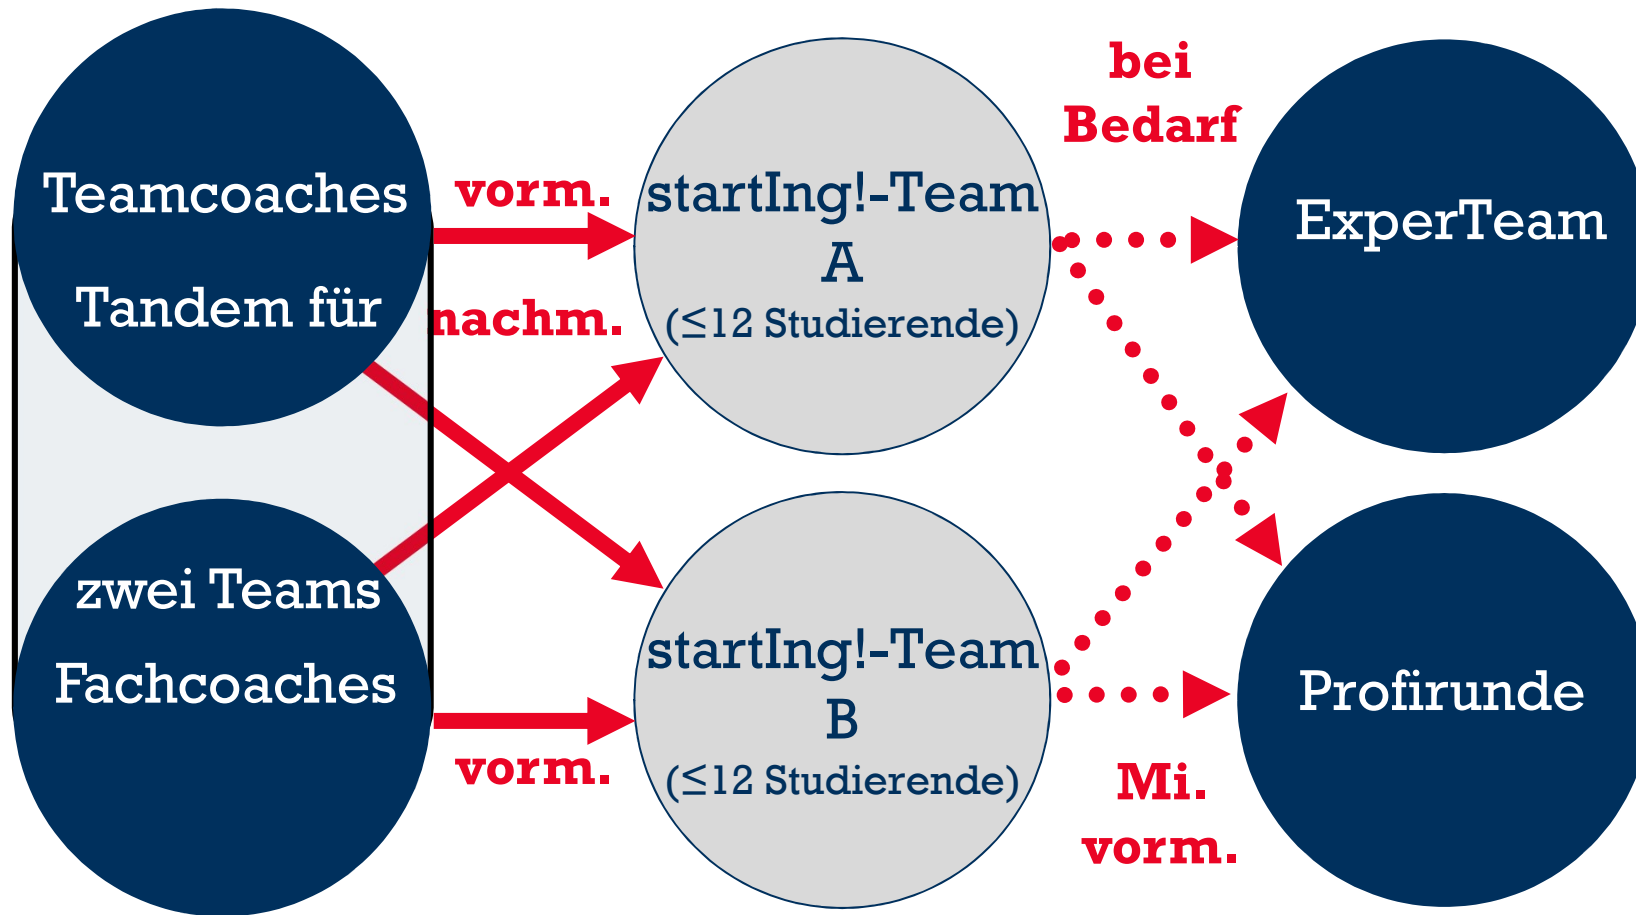 Teamcoaches
Tandem für
zwei Teams
Fachcoaches
vorm.
nachm.
vorm.
startIng!-Team
A
(≤12 Studierende)
startIng!-Team
B
(≤12 Studierende)
bei
Bedarf
Mi.
vorm.
ExperTeam
Profirunde